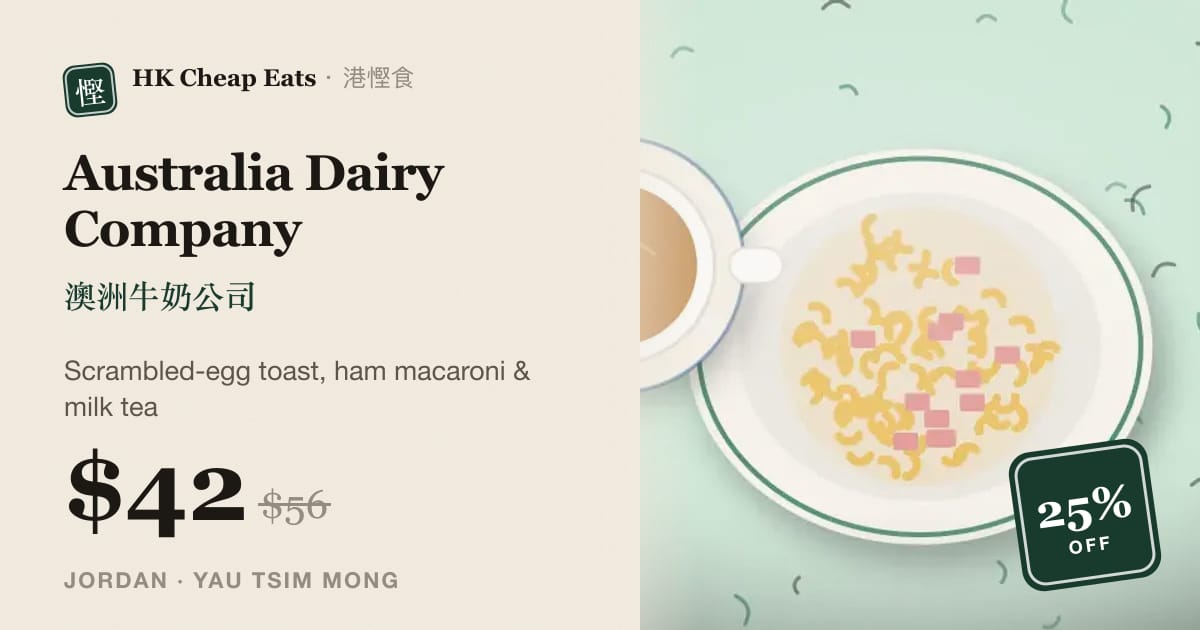 慳
HK Cheap Eats · 港慳食
Australia Dairy
Company
澳洲牛奶公司
Scrambled-egg toast, ham macaroni &
milk tea
$42 $56
JORDAN · YAU TSIM MONG
25%
OFF